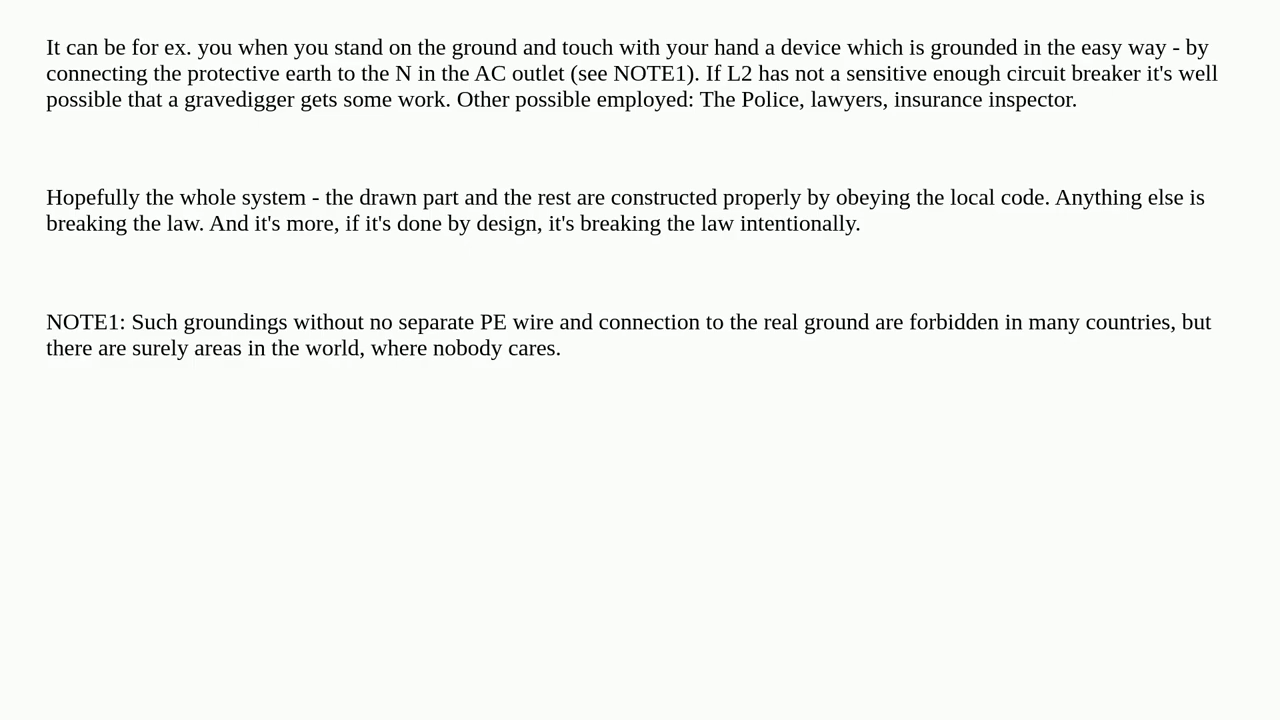 It can be for ex. you when you stand on the ground and touch with your hand a device which is grounded in the easy way - by
connecting the protective earth to the N in the AC outlet (see NOTE1). If L2 has not a sensitive enough circuit breaker it's well
possible that a gravedigger gets some work. Other possible employed: The Police, lawyers, insurance inspector.
Hopefully the whole system - the drawn part and the rest are constructed properly by obeying the local code. Anything else is
breaking the law. And it's more, if it's done by design, it's breaking the law intentionally.
NOTE1: Such groundings without no separate PE wire and connection to the real ground are forbidden in many countries, but
there are surely areas in the world, where nobody cares.